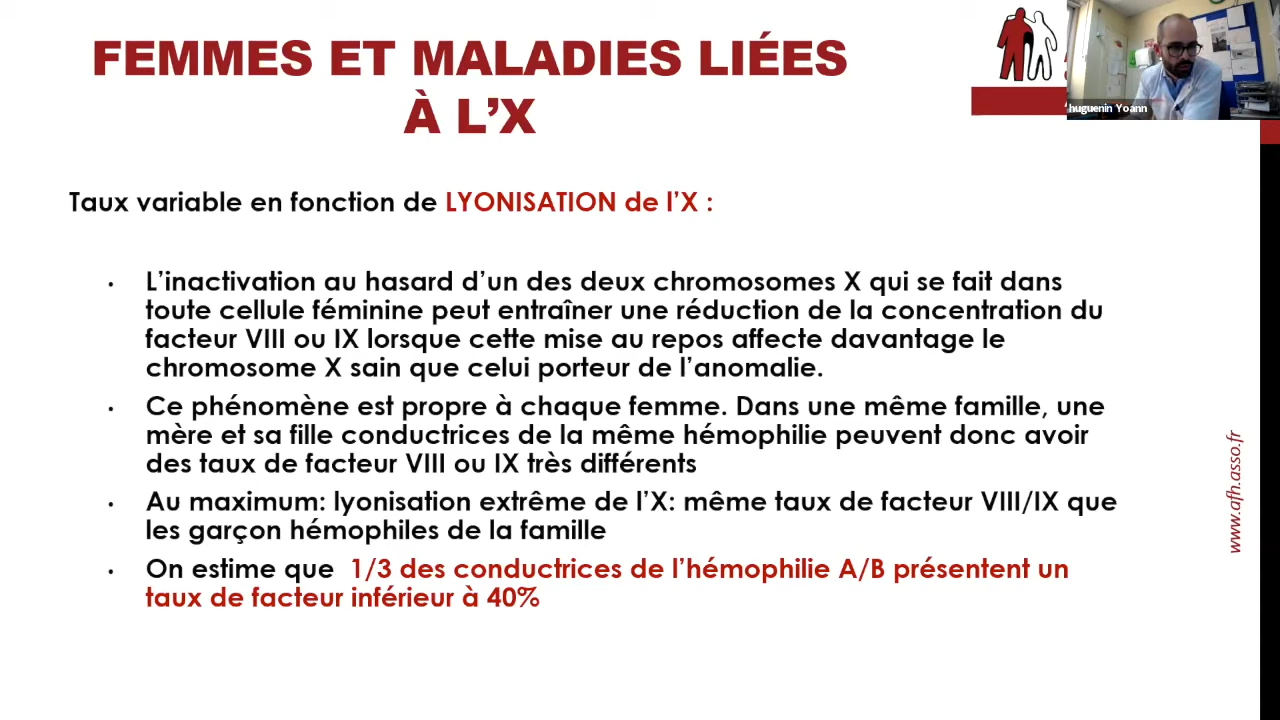 FEMMES ET MALADIES LIÉES
À L'X
huguenin Yoann
Taux variable en fonction de LYONISATION de l'X :
• L'inactivation au hasard d'un des deux chromosomes X qui se fait dans
toute cellule féminine peut entraîner une réduction de la concentration du
facteur VIII ou IX lorsque cette mise au repos affecte davantage le
chromosome X sain que celui porteur de l'anomalie.
• Ce phénomène est propre à chaque femme. Dans une même famille, une
mère et sa fille conductrices de la même hémophilie peuvent donc avoir
des taux de facteur VIII ou IX très différents
• Au maximum: lyonisation extrême de l'X: même taux de facteur VIII/IX que
les garçon hémophiles de la famille
• On estime que 1/3 des conductrices de l'hémophilie A/B présentent un
taux de facteur inférieur à 40%
www.afh.asso.fr